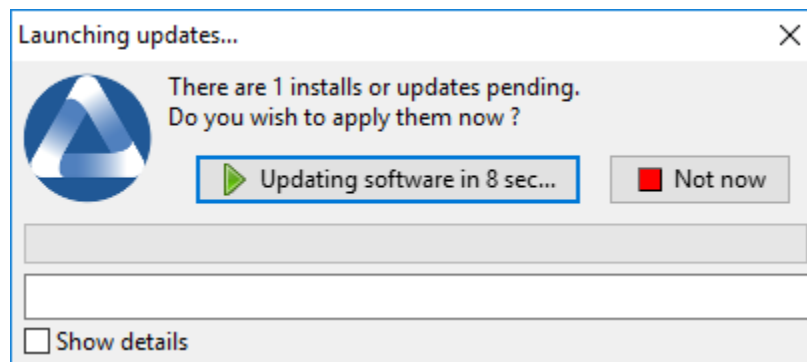 Launching updates...
There are 1 installs or updates pending.
Do you wish to apply them now ?
Updating software in 8 sec...
Not now
Show details